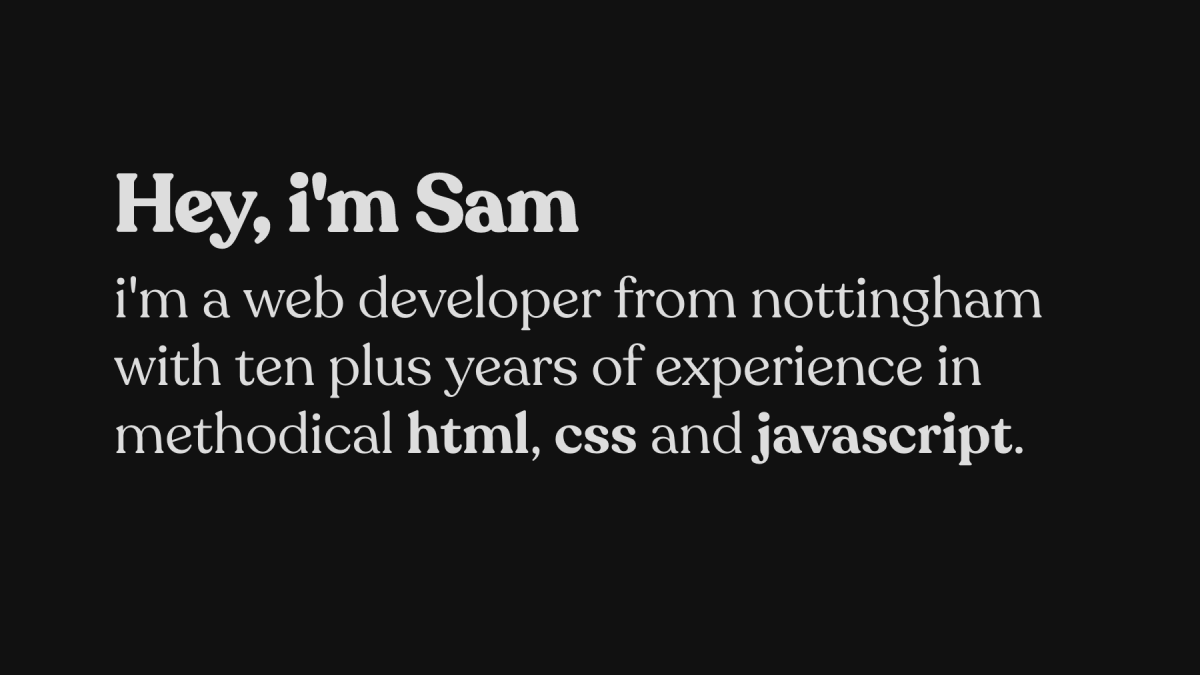 Hey, i'm Sam
i'm a web developer from nottingham
with ten plus years of experience in
methodical html, css and javascript.